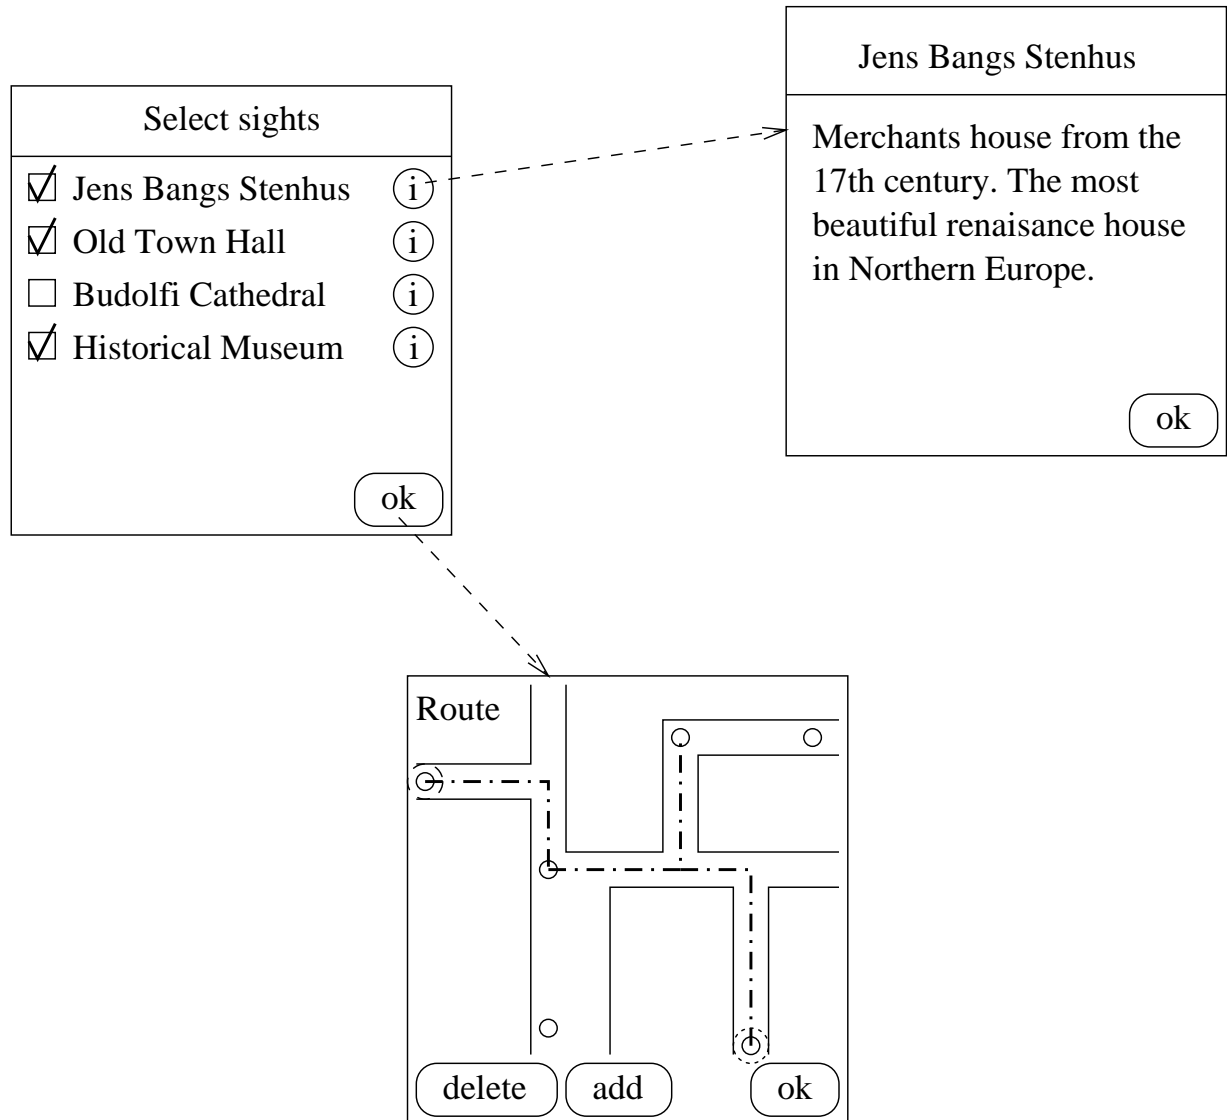 Select sights
Jens Bangs Stenhus i
Old Town Hall i
Budolfi Cathedral i
Historical Museum i
ok
Jens Bangs Stenhus
Merchants house from the
17th century. The most
beautiful renaisance house
in Northern Europe.
ok
Route
delete add ok